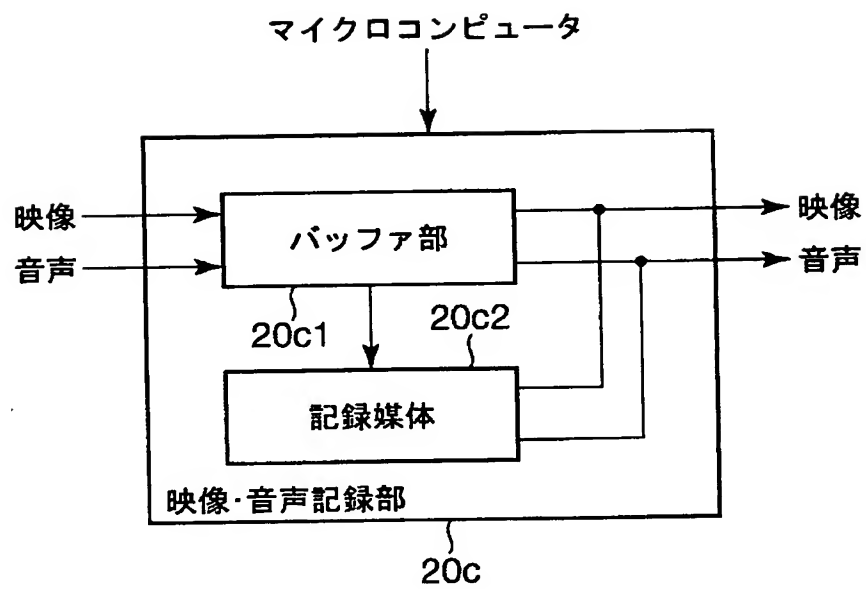 マイクロコンピュータ
映像
音声
バッファ部
映像
音声
20c1
20c2
記録媒体
映像・音声記録部
20c